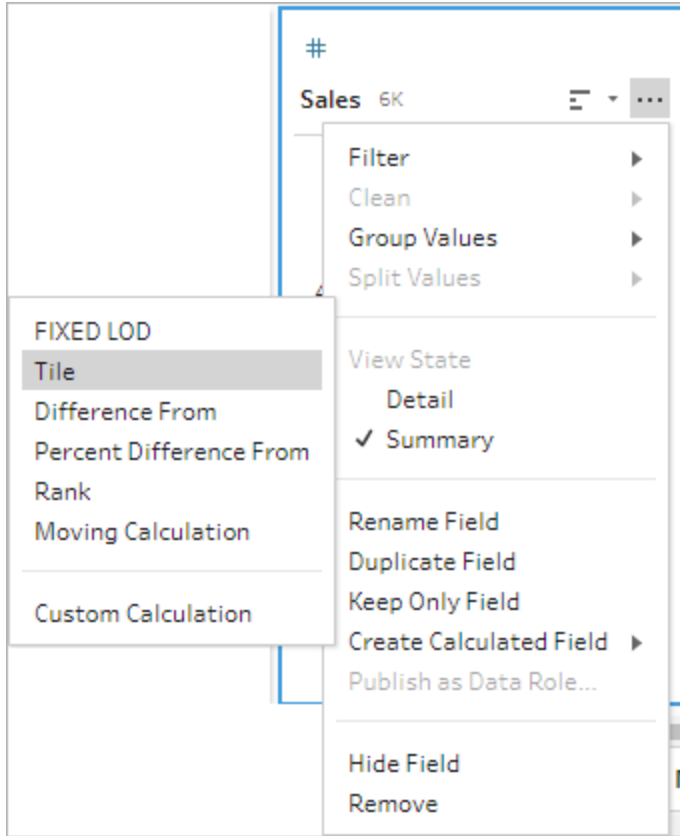 #
Sales 6K
Filter
Clean
Group Values
Split Values
View State
Detail
✓ Summary
Rename Field
Duplicate Field
Keep Only Field
Create Calculated Field
Publish as Data Role...
Hide Field
Remove
FIXED LOD
Tile
Difference From
Percent Difference From
Rank
Moving Calculation
Custom Calculation